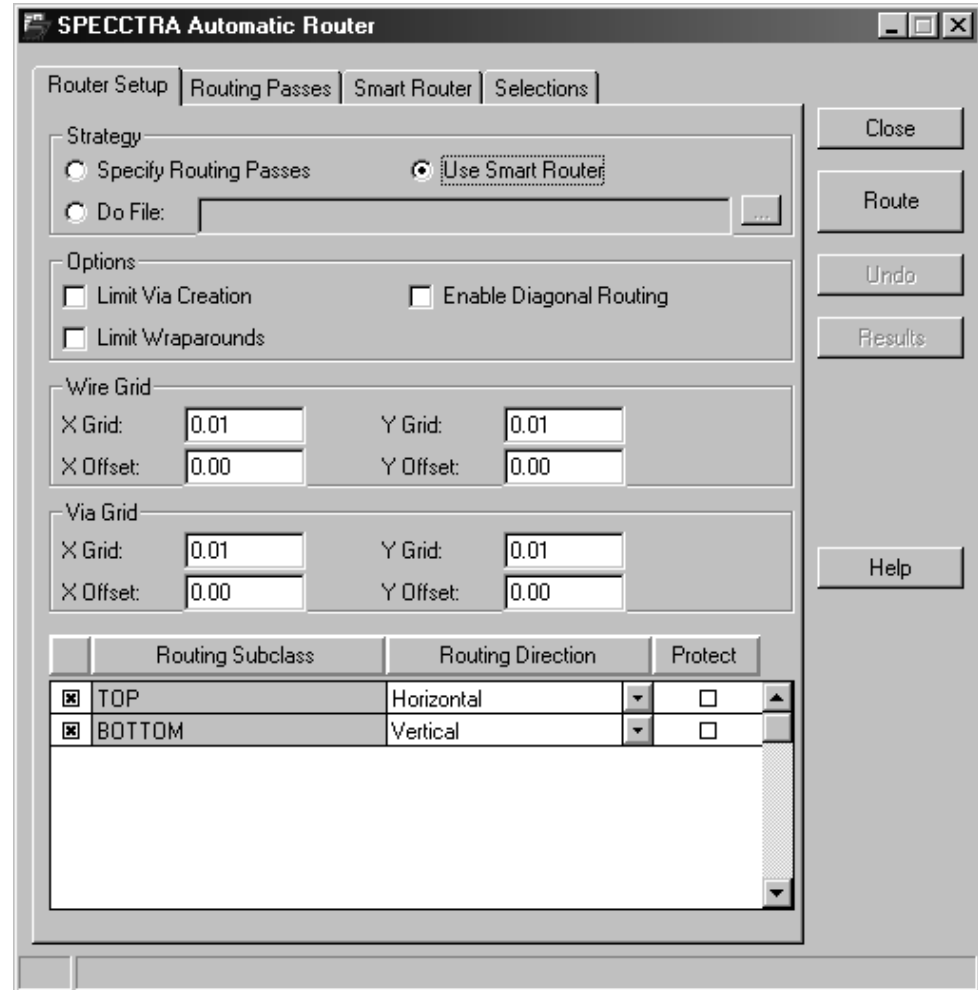 SPECCTRA Automatic Router
Router Setup Routing Passes Smart Router Selections
Strategy
Specify Routing Passes Use Smart Router
Do File: ...
Options
Limit Via Creation Enable Diagonal Routing
Limit Wraparounds
Wire Grid
X Grid: 0.01 Y Grid: 0.01
X Offset: 0.00 Y Offset: 0.00
Via Grid
X Grid: 0.01 Y Grid: 0.01
X Offset: 0.00 Y Offset: 0.00
Routing Subclass Routing Direction Protect
TOP Horizontal
BOTTOM Vertical
Close
Route
Undo
Results
Help